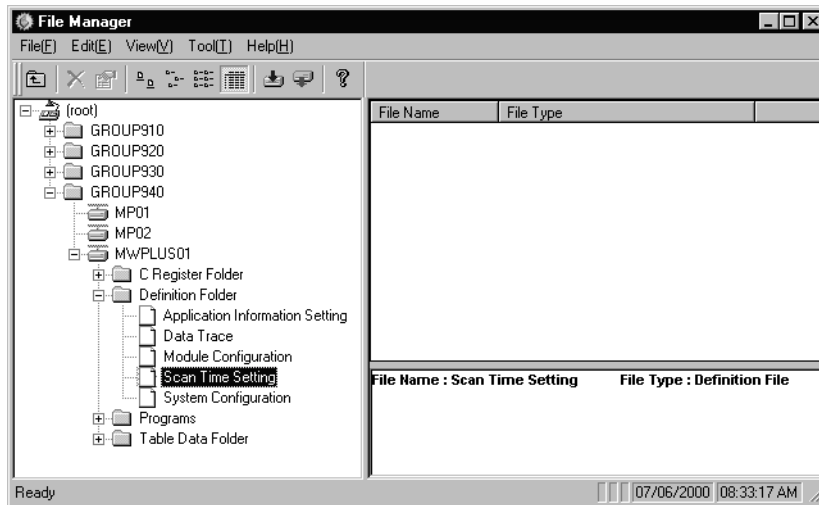 File Manager
File(F) Edit(E) View(V) Tool(T) Help(H)
(root)
GROUP910
GROUP920
GROUP930
GROUP940
MP01
MP02
MWPLUS01
C Register Folder
Definition Folder
Application Information Setting
Data Trace
Module Configuration
Scan Time Setting
System Configuration
Programs
Table Data Folder
File Name File Type
File Name : Scan Time Setting File Type : Definition File
Ready 07/06/2000 08:33:17 AM